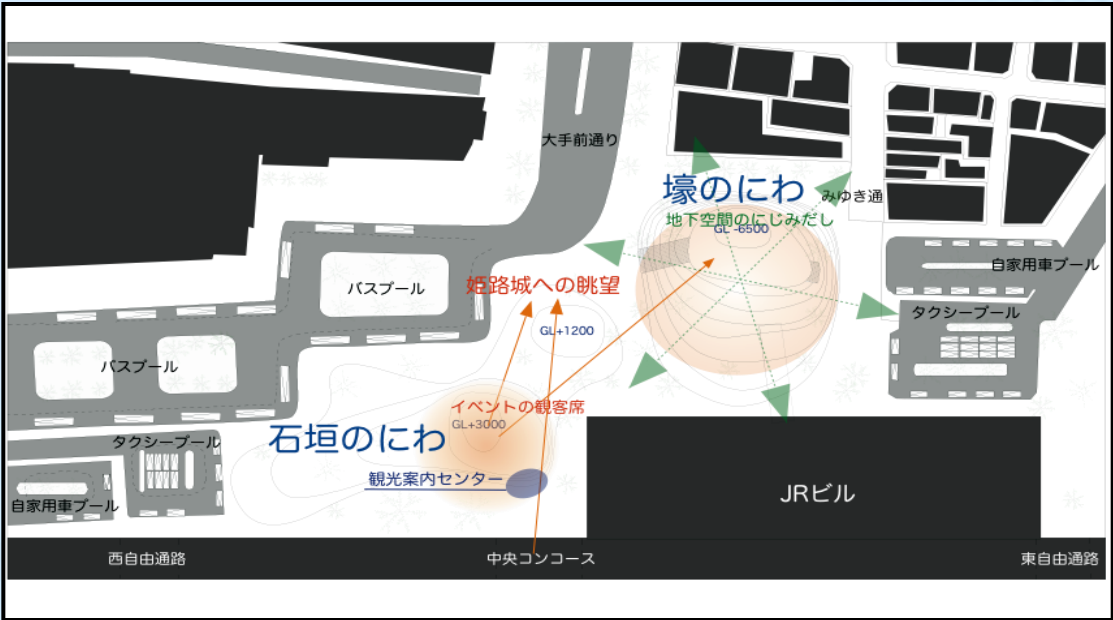 大手前通り
壕のにわ
みゆき通
地下空間のにじみだし
GL -6500
自家用車プール
姫路城への眺望
バスプール
タクシープール
GL+1200
バスプール
イベントの観客席
GL+3000
石垣のにわ
タクシープール
観光案内センター
JRビル
自家用車プール
西自由通路
中央コンコース
東自由通路